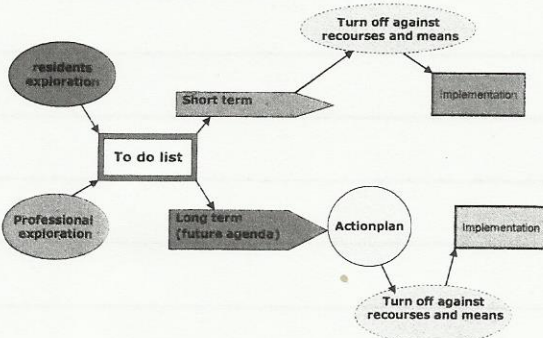 Turn off against
recourses and means
residents
exploration
Short term
Implementation
To do list
Professional
exploration
Long term
(future agenda)
Actionplan
Implementation
Turn off against
recourses and means